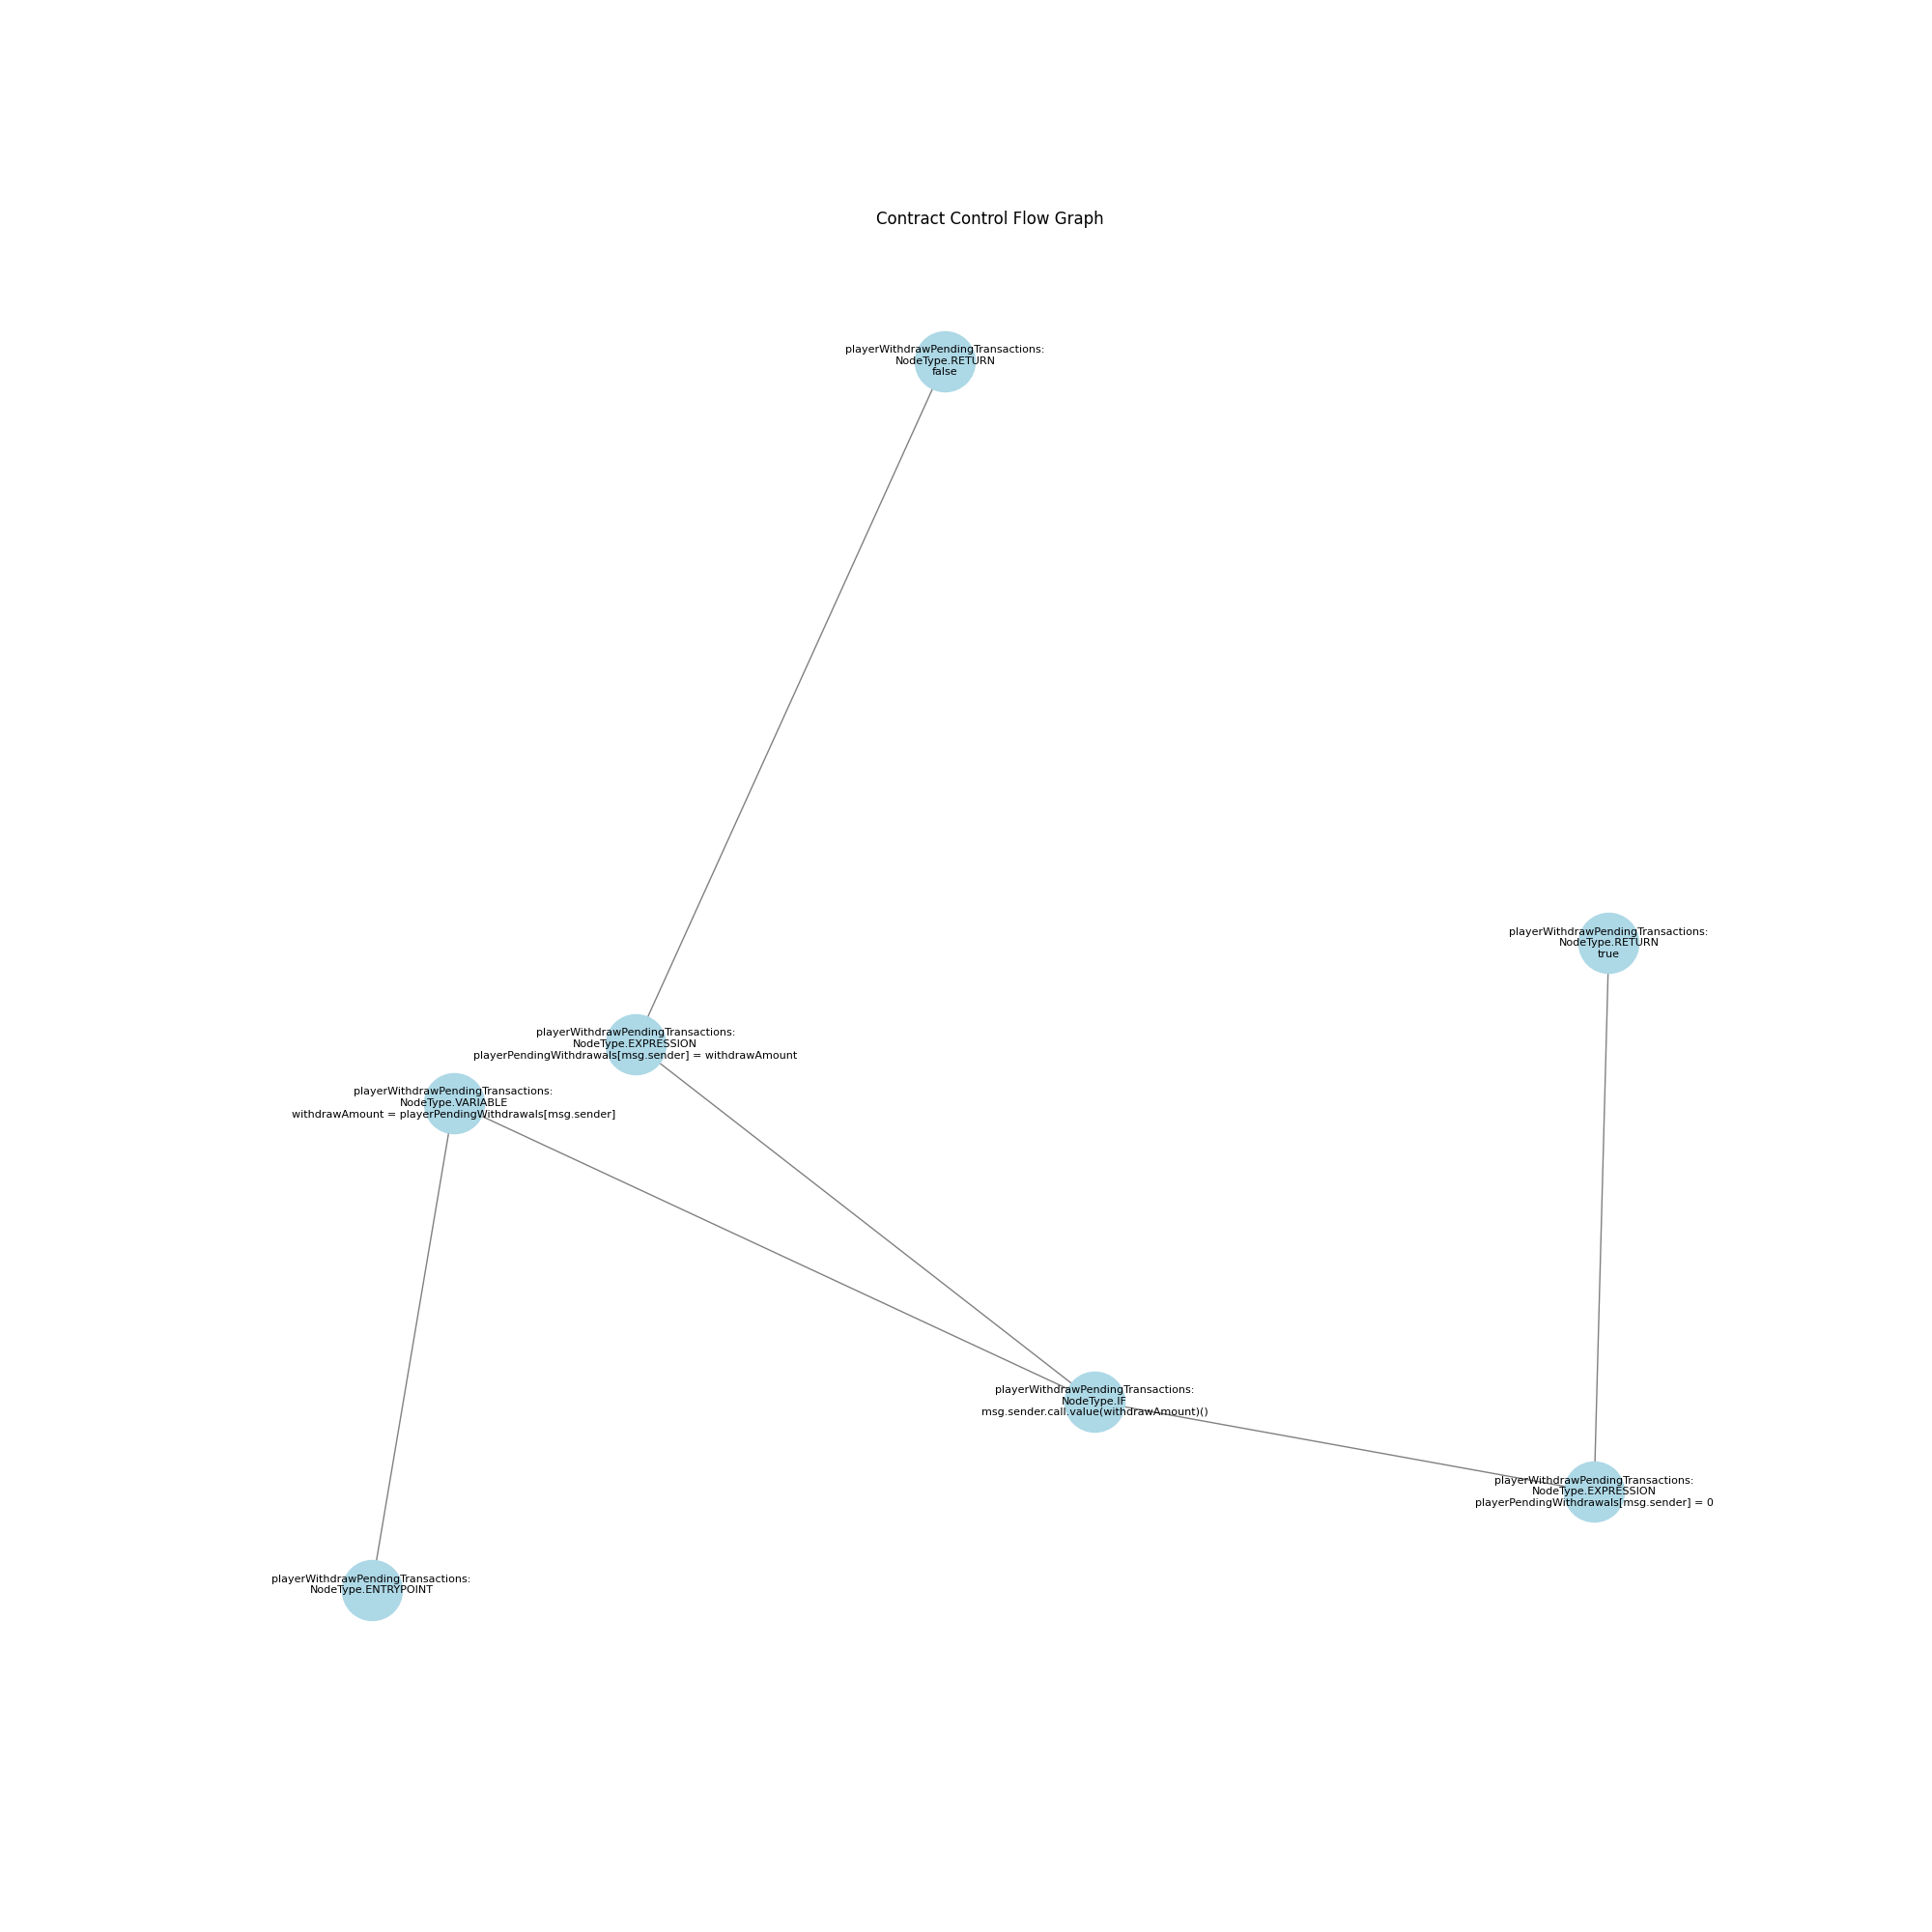 Contract Control Flow Graph
playerWithdrawPendingTransactions:
NodeType.RETURN
false
playerWithdrawPendingTransactions:
NodeType.RETURN
true
playerWithdrawPendingTransactions:
NodeType.EXPRESSION
playerPendingWithdrawals[msg.sender] = withdrawAmount
playerWithdrawPendingTransactions:
NodeType.VARIABLE
withdrawAmount = playerPendingWithdrawals[msg.sender]
playerWithdrawPendingTransactions:
NodeType.IF
msg.sender.call.value(withdrawAmount)()
playerWithdrawPendingTransactions:
NodeType.EXPRESSION
playerPendingWithdrawals[msg.sender] = 0
playerWithdrawPendingTransactions:
NodeType.ENTRYPOINT